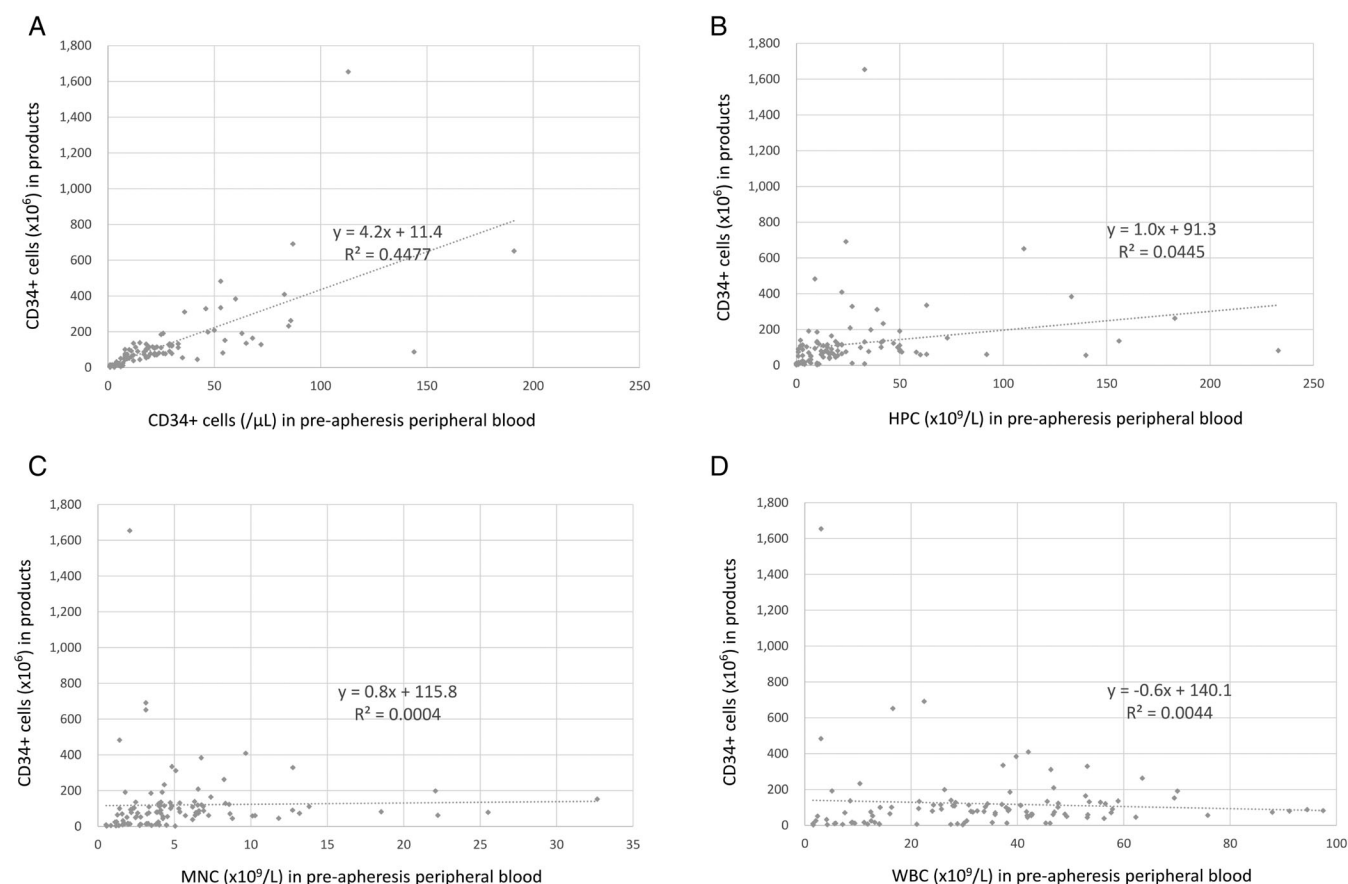 A
1,800
1,600
1,400
1,200
1,000
800
600
400
200
0
CD34+ cells (x10⁶) in products
y = 4.2x + 11.4
R² = 0.4477
0 50 100 150 200 250
CD34+ cells (/µL) in pre-apheresis peripheral blood
B
1,800
1,600
1,400
1,200
1,000
800
600
400
200
0
CD34+ cells (x10⁶) in products
y = 1.0x + 91.3
R² = 0.0445
0 50 100 150 200 250
HPC (x10⁹/L) in pre-apheresis peripheral blood
C
1,800
1,600
1,400
1,200
1,000
800
600
400
200
0
CD34+ cells (x10⁶) in products
y = 0.8x + 115.8
R² = 0.0004
0 5 10 15 20 25 30 35
MNC (x10⁹/L) in pre-apheresis peripheral blood
D
1,800
1,600
1,400
1,200
1,000
800
600
400
200
0
CD34+ cells (x10⁶) in products
y = -0.6x + 140.1
R² = 0.0044
0 20 40 60 80 100
WBC (x10⁹/L) in pre-apheresis peripheral blood